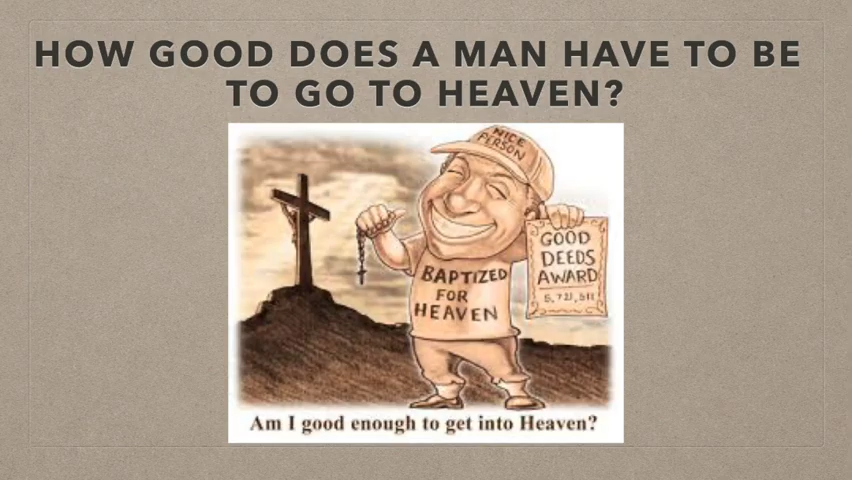 HOW GOOD DOES A MAN HAVE TO BE
TO GO TO HEAVEN?
NICE
PERSON
BAPTIZED
FOR
HEAVEN
GOOD
DEEDS
AWARD
Am I good enough to get into Heaven?